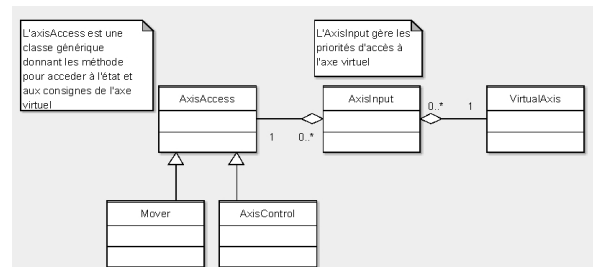 L'axisAccess est une
classe générique
donnant les méthode
pour acceder à l'état et
aux consignes de l'axe
virtuel
L'AxisInput gère les
priorités d'accès à
l'axe virtuel
AxisAccess
AxisInput
VirtualAxis
0..*
1
1
0..*
Mover
AxisControl